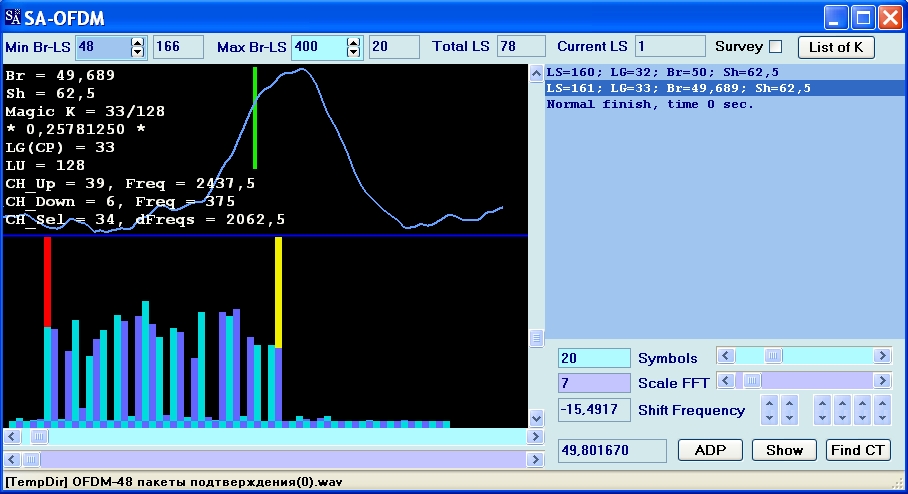 SA-OFDM
Min Br-LS 48 166 Max Br-LS 400 20 Total LS 78 Current LS 1 Survey List of K
Br = 49,689
Sh = 62,5
Magic K = 33/128
* 0,25781250 *
LG(CP) = 33
LU = 128
CH_Up = 39, Freq = 2437,5
CH_Down = 6, Freq = 375
CH_Sel = 34, dFreqs = 2062,5
LS=160; LG=32; Br=50; Sh=62,5
LS=161; LG=33; Br=49,689; Sh=62,5
Normal finish, time 0 sec.
20 Symbols
7 Scale FFT
-15,4917 Shift Frequency
49,801670 ADP Show Find CT
[TempDir] OFDM-48 пакеты подтверждения(0).wav